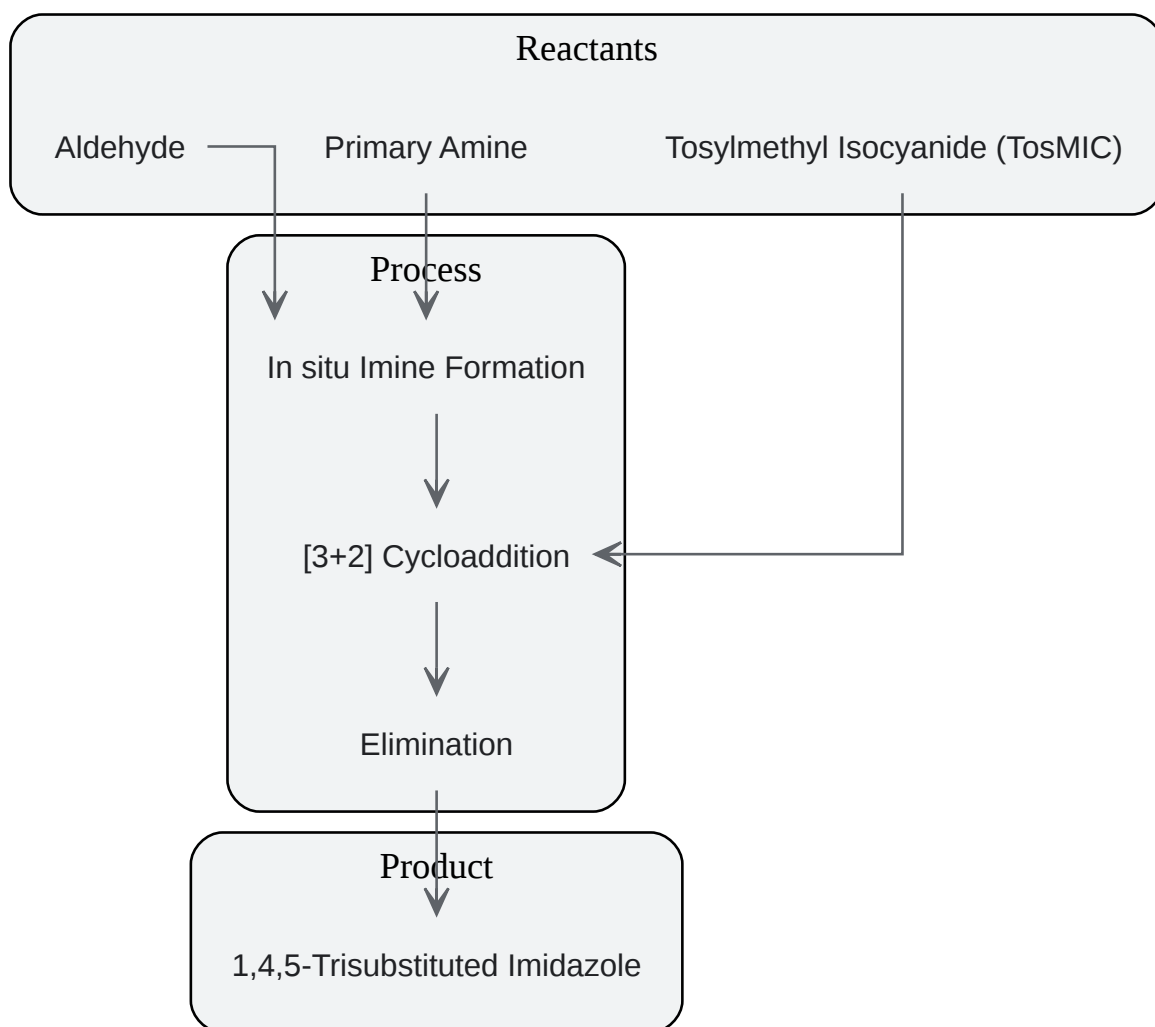 Reactants
Aldehyde
Primary Amine
Tosylmethyl Isocyanide (TosMIC)
Process
In situ Imine Formation
[3+2] Cycloaddition
Elimination
Product
1,4,5-Trisubstituted Imidazole